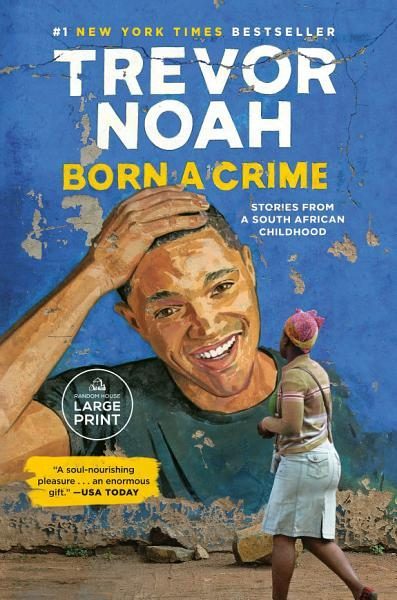 #1 NEW YORK TIMES BESTSELLER
TREVOR
NOAH
BORN A CRIME
STORIES FROM
A SOUTH AFRICAN
CHILDHOOD
RANDOM HOUSE
LARGE
PRINT
"A soul-nourishing
pleasure . . . an enormous
gift." —USA TODAY